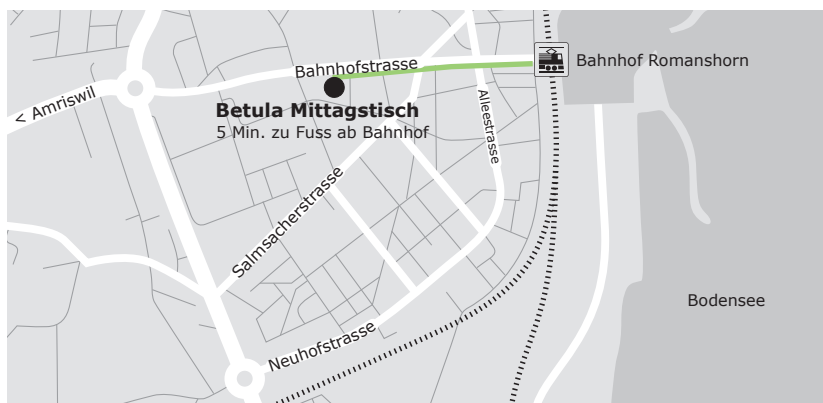 Bahnhofstrasse
Bahnhof Romanshorn
< Amriswil
Betula Mittagstisch
5 Min. zu Fuss ab Bahnhof
Alleestrasse
Salmsacherstrasse
Bodensee
Neuhofstrasse